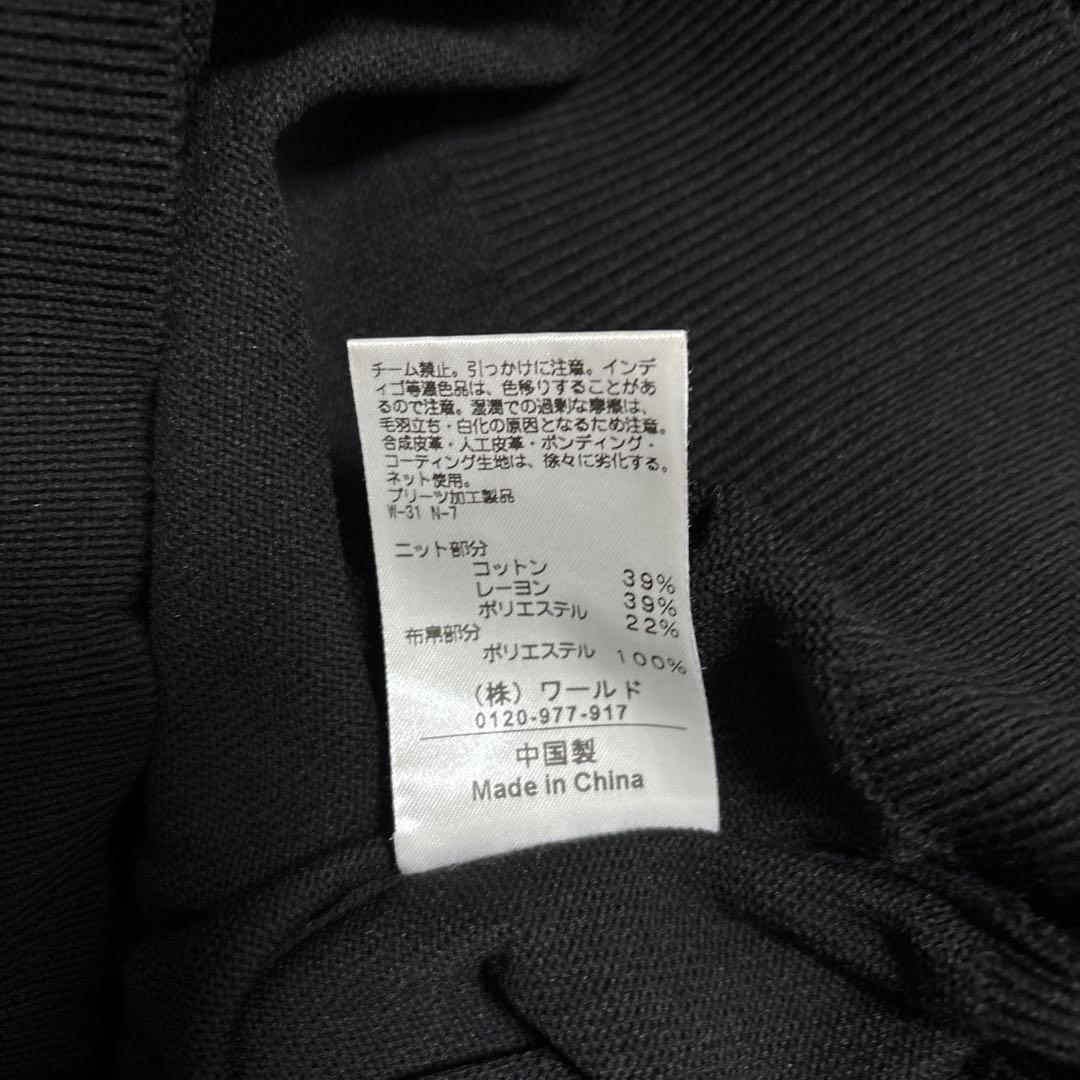 チーム禁止。引っかけに注意。インデ
ィゴ等濃色品は、色移りすることがあ
るので注意。湿潤での過剰な摩擦は、
毛羽立ち・白化の原因となるため注意。
合成皮革・人工皮革・ボンディング・
コーティング生地は、徐々に劣化する。
ネット使用。
プリーツ加工製品
W-31 N-7
ニット部分
コットン 39%
レーヨン 39%
ポリエステル 22%
布帛部分
ポリエステル 100%
(株) ワールド
0120-977-917
中国製
Made in China